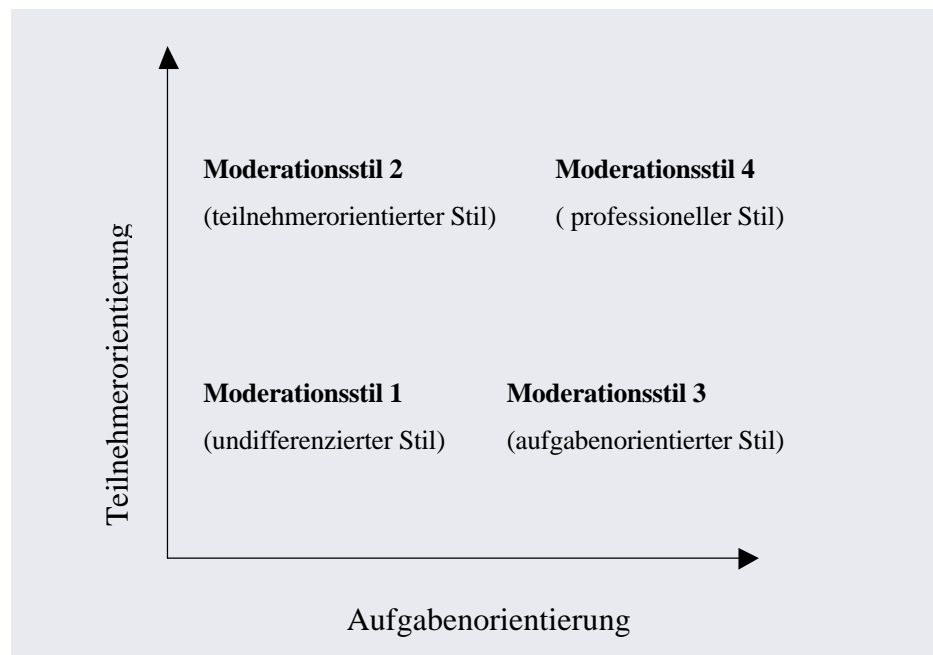 Moderationsstil 2
(teilnehmerorientierter Stil)
Moderationsstil 4
( professioneller Stil)
Teilnehmerorientierung
Moderationsstil 1
(undifferenzierter Stil)
Moderationsstil 3
(aufgabenorientierter Stil)
Aufgabenorientierung